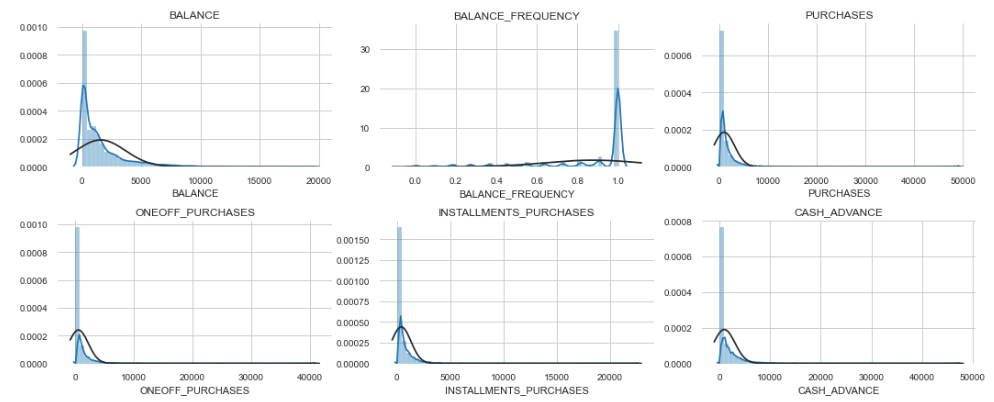 BALANCE
0.0010
0.0008
0.0006
0.0004
0.0002
0.0000
0 5000 10000 15000 20000
BALANCE
BALANCE_FREQUENCY
30
20
10
0
0.0 0.2 0.4 0.6 0.8 1.0
BALANCE_FREQUENCY
PURCHASES
0.0006
0.0004
0.0002
0.0000
0 10000 20000 30000 40000 50000
PURCHASES
ONEOFF_PURCHASES
0.0010
0.0008
0.0006
0.0004
0.0002
0.0000
0 10000 20000 30000 40000
ONEOFF_PURCHASES
INSTALLMENTS_PURCHASES
0.00150
0.00125
0.00100
0.00075
0.00050
0.00025
0.00000
0 5000 10000 15000 20000
INSTALLMENTS_PURCHASES
CASH_ADVANCE
0.0008
0.0006
0.0004
0.0002
0.0000
0 10000 20000 30000 40000 50000
CASH_ADVANCE